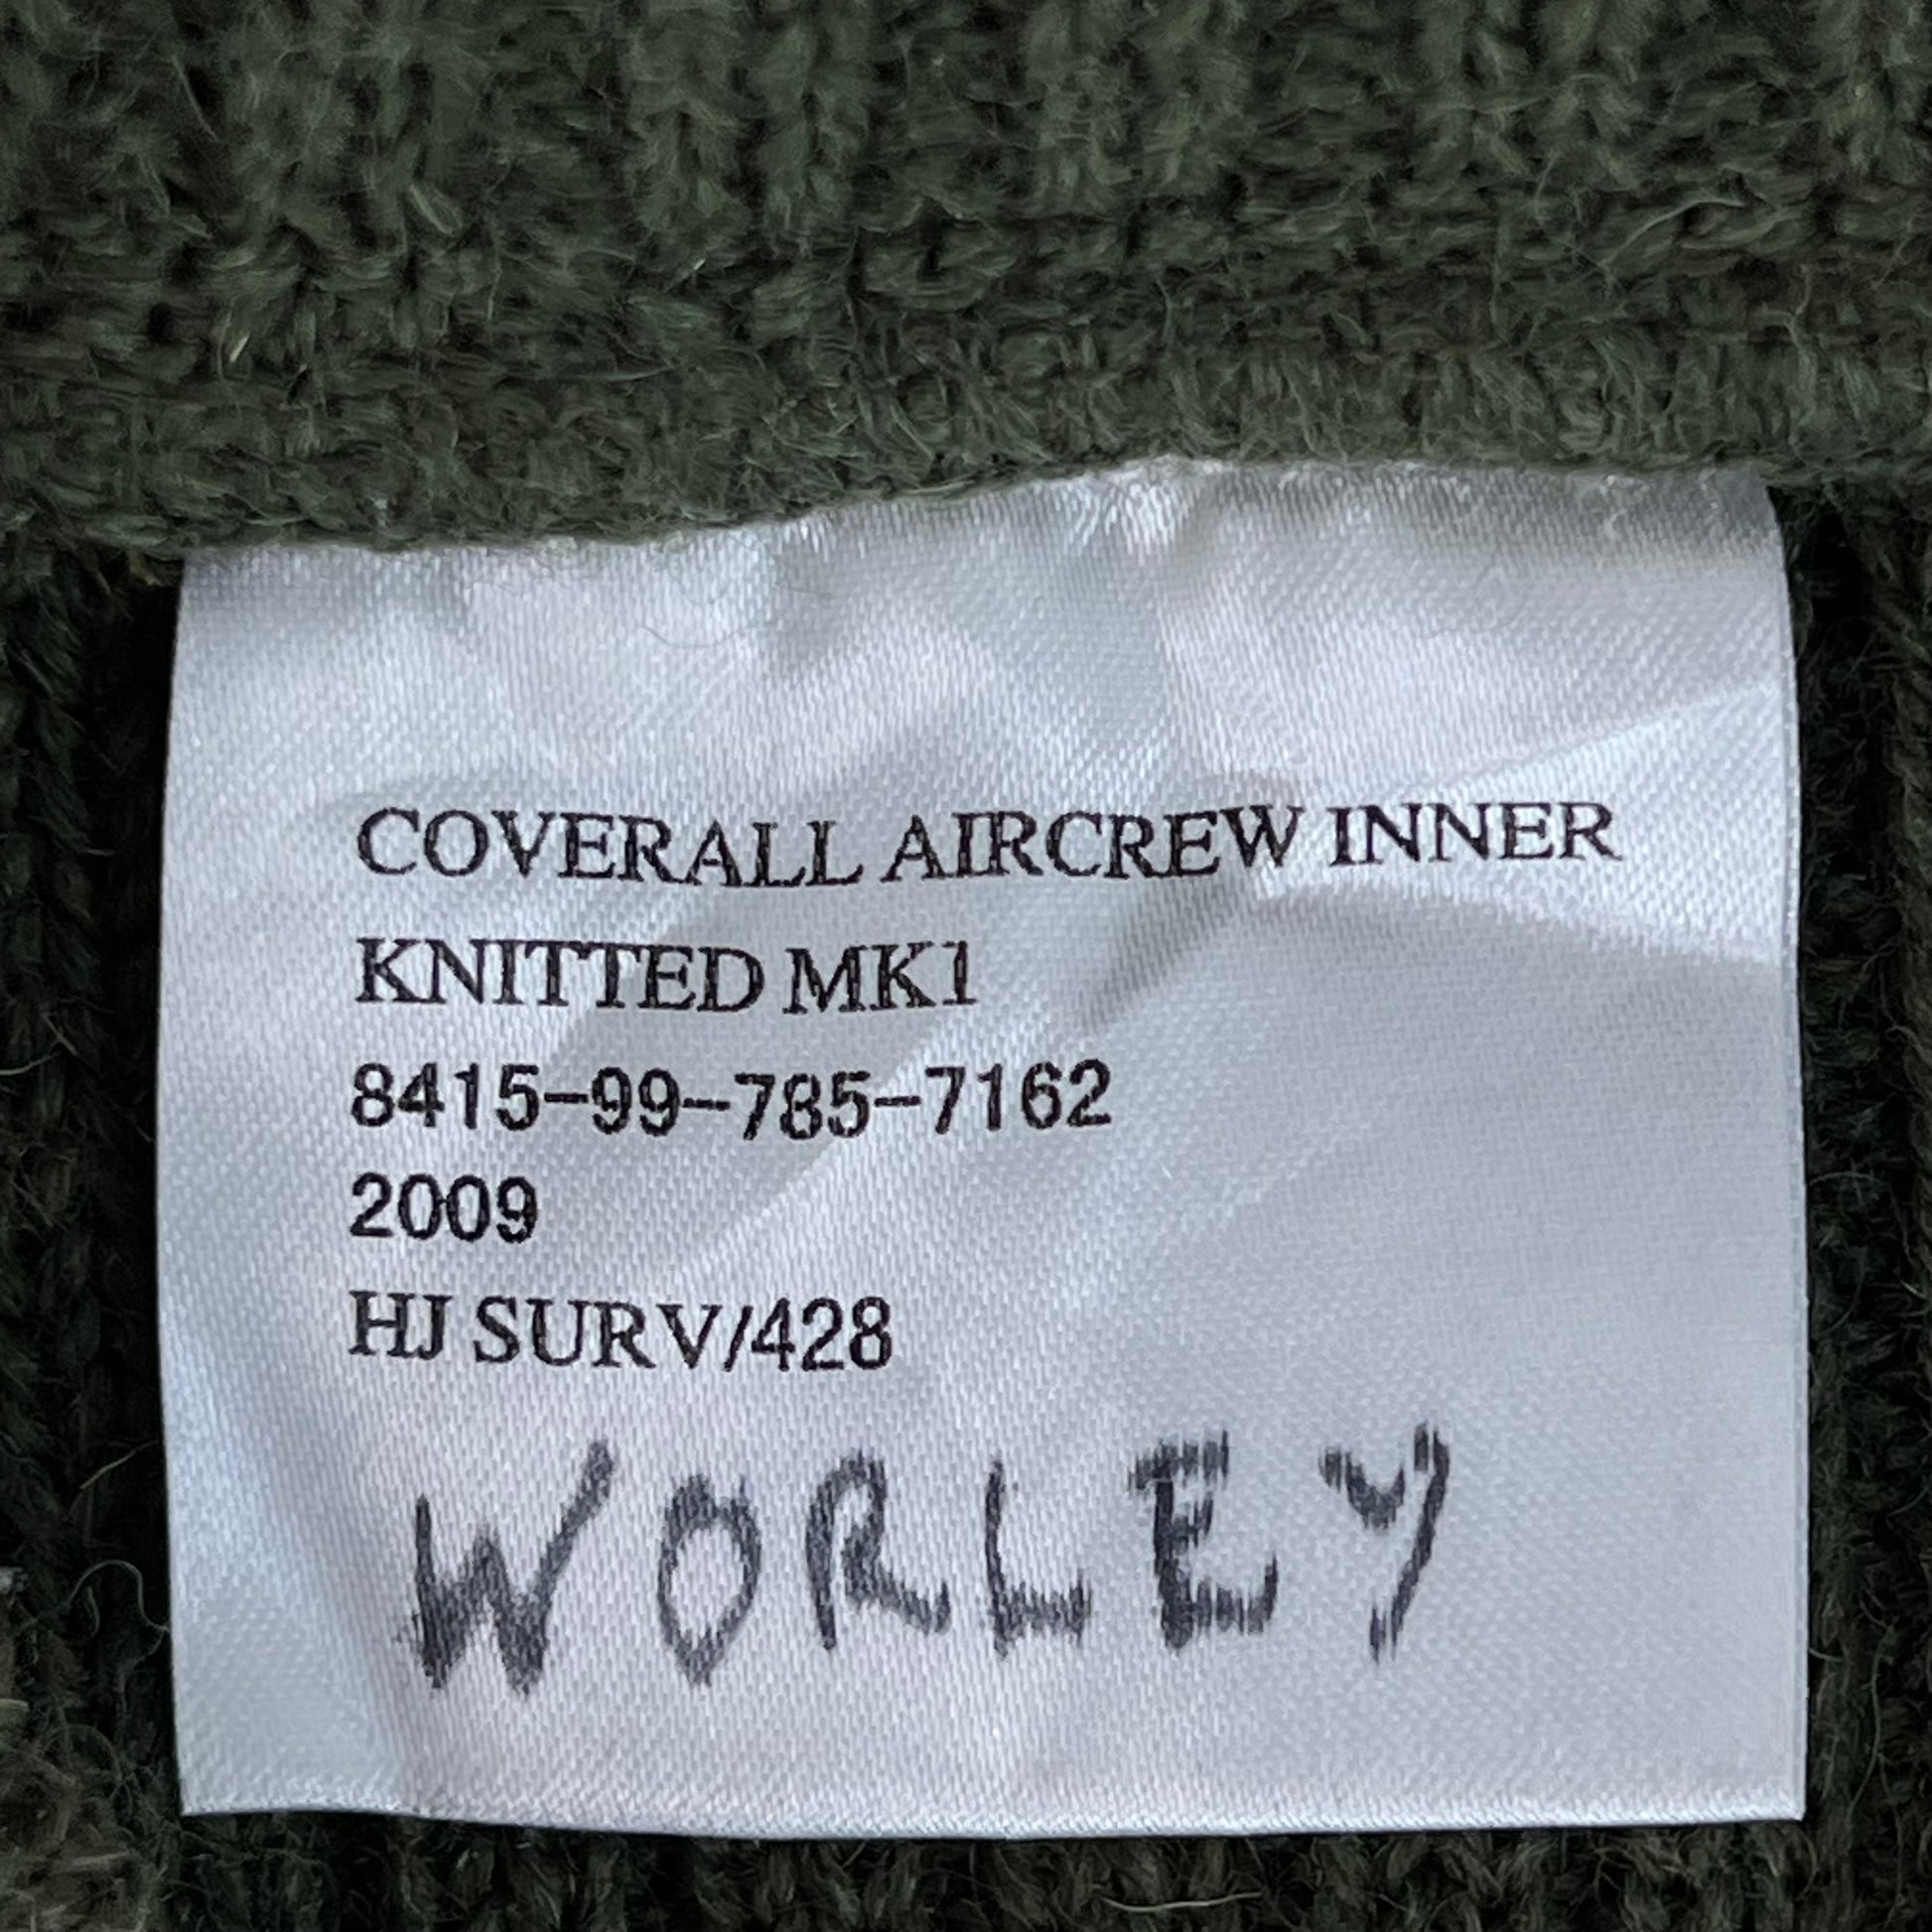 COVERALL AIRCREW INNER
KNITTED MK1
8415-99-785-7162
2009
HJ SURV/428
WORLEY